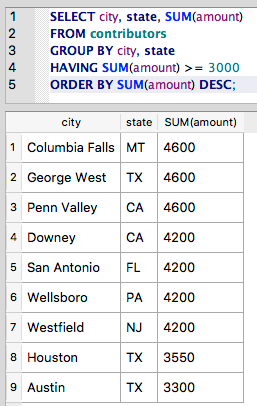 1 SELECT city, state, SUM(amount)
2 FROM contributors
3 GROUP BY city, state
4 HAVING SUM(amount) >= 3000
5 ORDER BY SUM(amount) DESC;
city state SUM(amount)
1 Columbia Falls MT 4600
2 George West TX 4600
3 Penn Valley CA 4600
4 Downey CA 4200
5 San Antonio FL 4200
6 Wellsboro PA 4200
7 Westfield NJ 4200
8 Houston TX 3550
9 Austin TX 3300